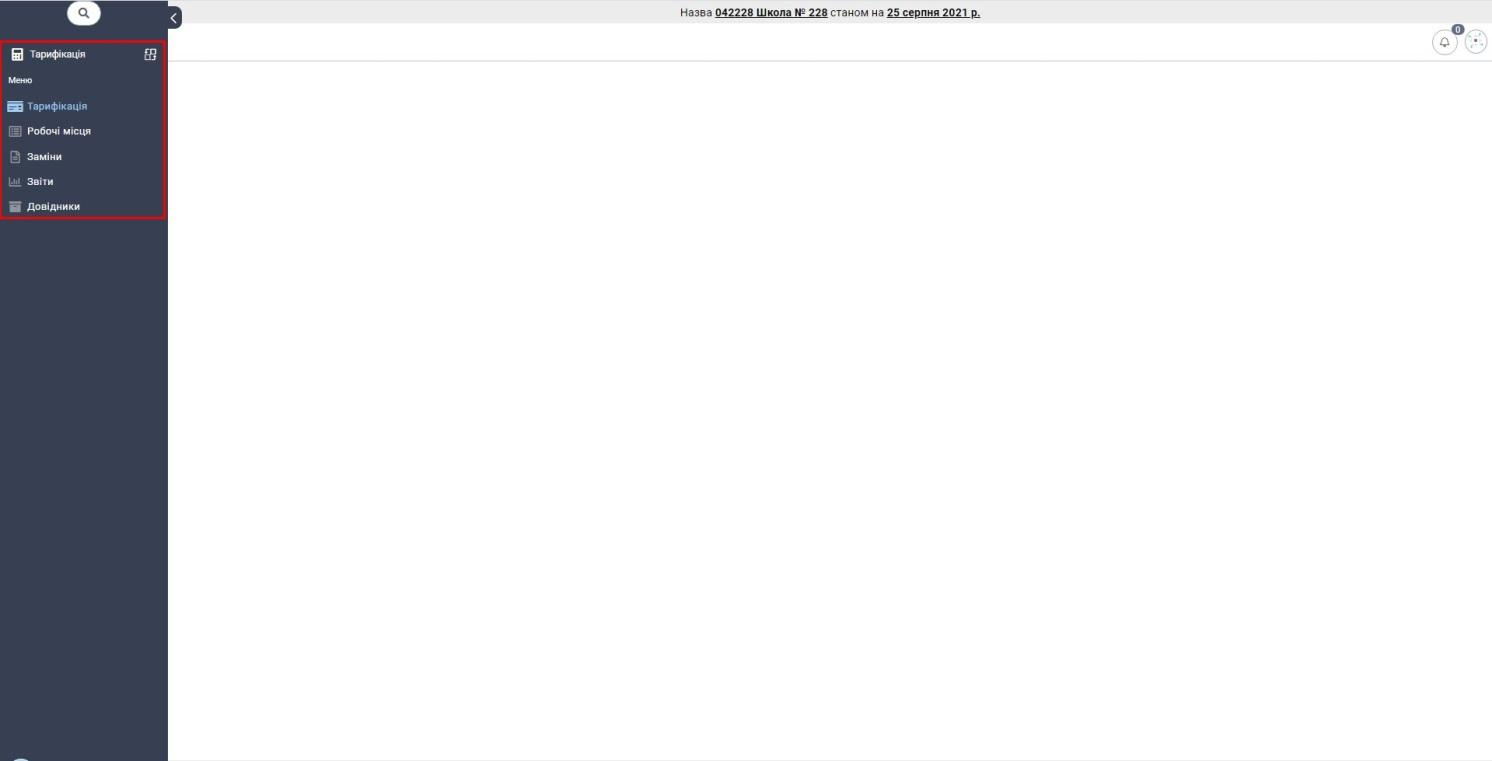 Назва 042228 Школа № 228 станом на 25 серпня 2021 р.
0
Тарифікація
Меню
Тарифікація
Робочі місця
Заміни
Звіти
Довідники